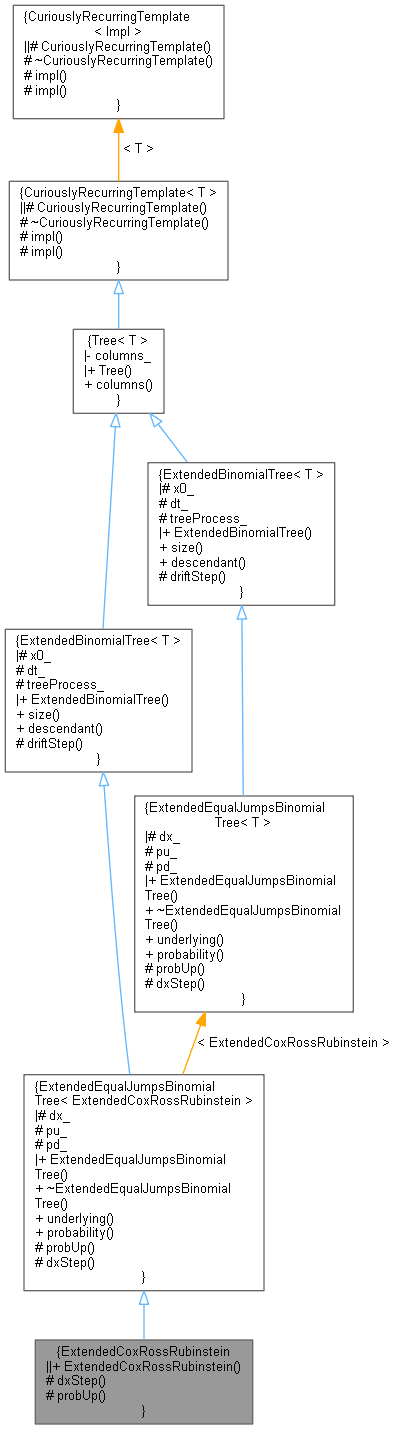 {CuriouslyRecurringTemplate
< Impl >
||# CuriouslyRecurringTemplate()
# ~CuriouslyRecurringTemplate()
# impl()
# impl()
}
< T >
{CuriouslyRecurringTemplate< T >
||# CuriouslyRecurringTemplate()
# ~CuriouslyRecurringTemplate()
# impl()
# impl()
}
{Tree< T >
|- columns_
|+ Tree()
+ columns()
}
{ExtendedBinomialTree< T >
|# x0_
# dt_
# treeProcess_
|+ ExtendedBinomialTree()
+ size()
+ descendant()
# driftStep()
}
{ExtendedBinomialTree< T >
|# x0_
# dt_
# treeProcess_
|+ ExtendedBinomialTree()
+ size()
+ descendant()
# driftStep()
}
{ExtendedEqualJumpsBinomial
Tree< T >
|# dx_
# pu_
# pd_
|+ ExtendedEqualJumpsBinomial
Tree()
+ ~ExtendedEqualJumpsBinomial
Tree()
+ underlying()
+ probability()
# probUp()
# dxStep()
}
< ExtendedCoxRossRubinstein >
{ExtendedEqualJumpsBinomial
Tree< ExtendedCoxRossRubinstein >
|# dx_
# pu_
# pd_
|+ ExtendedEqualJumpsBinomial
Tree()
+ ~ExtendedEqualJumpsBinomial
Tree()
+ underlying()
+ probability()
# probUp()
# dxStep()
}
{ExtendedCoxRossRubinstein
||+ ExtendedCoxRossRubinstein()
# dxStep()
# probUp()
}